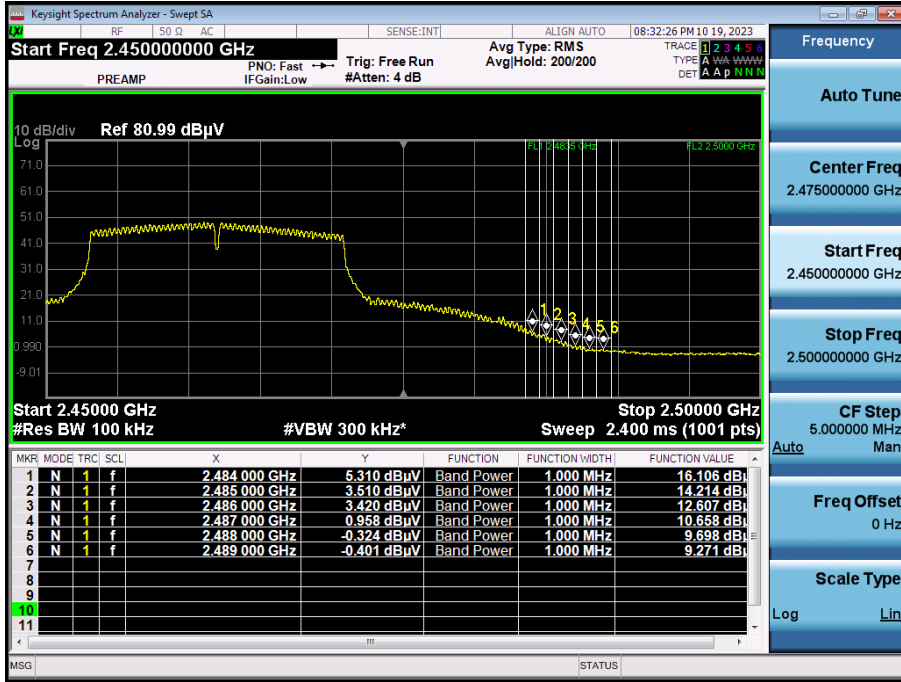 Keysight Spectrum Analyzer - Swept SA
LXI RF 50 Ω AC SENSE:INT ALIGN AUTO 08:32:26 PM 10 19, 2023
Start Freq 2.450000000 GHz
PREAMP
PNO: Fast
IFGain:Low
Trig: Free Run
#Atten: 4 dB
Avg Type: RMS
Avg|Hold: 200/200
TRACE 1 2 3 4 5 6
TYPE A WA WWWW
DET A A p N N N
10 dB/div Ref 80.99 dBµV
Log
FL1 2.4835 GHz FL2 2.5000 GHz
71.0
61.0
51.0
41.0
31.0
21.0
11.0
0.990
-9.01
1 2 3 4 5 6
Start 2.45000 GHz Stop 2.50000 GHz
#Res BW 100 kHz #VBW 300 kHz* Sweep 2.400 ms (1001 pts)
MKR MODE TRC SCL X Y FUNCTION FUNCTION WIDTH FUNCTION VALUE
1 N 1 f 2.484 000 GHz 5.310 dBµV Band Power 1.000 MHz 16.106 dBµ
2 N 1 f 2.485 000 GHz 3.510 dBµV Band Power 1.000 MHz 14.214 dBµ
3 N 1 f 2.486 000 GHz 3.420 dBµV Band Power 1.000 MHz 12.607 dBµ
4 N 1 f 2.487 000 GHz 0.958 dBµV Band Power 1.000 MHz 10.658 dBµ
5 N 1 f 2.488 000 GHz -0.324 dBµV Band Power 1.000 MHz 9.698 dBµ
6 N 1 f 2.489 000 GHz -0.401 dBµV Band Power 1.000 MHz 9.271 dBµ
7
8
9
10
11
MSG STATUS
Frequency
Auto Tune
Center Freq
2.475000000 GHz
Start Freq
2.450000000 GHz
Stop Freq
2.500000000 GHz
CF Step
5.000000 MHz
Auto Man
Freq Offset
0 Hz
Scale Type
Log Lin